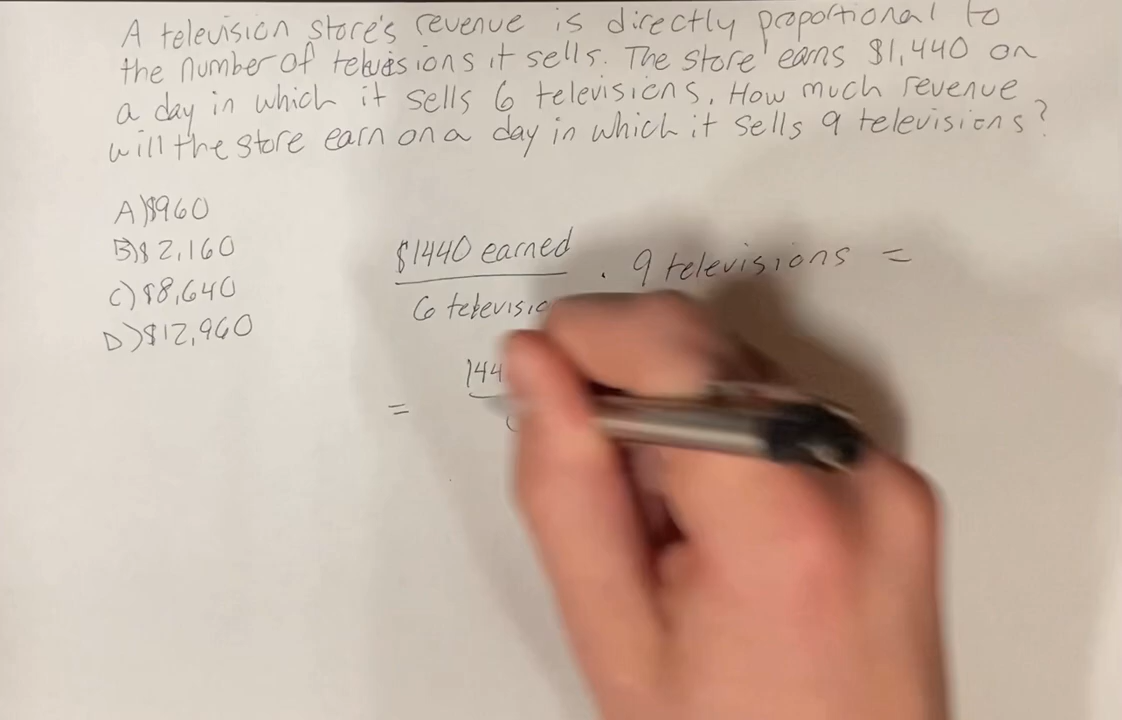 A television store's revenue is directly proportional to
the number of televisions it sells. The store earns $1,440 on
a day in which it sells 6 televisions. How much revenue
will the store earn on a day in which it sells 9 televisions?
A) $960
B) $2,160
C) $8,640
D) $12,960
$1440 earned
6 televisio
. 9 televisions =
= 144